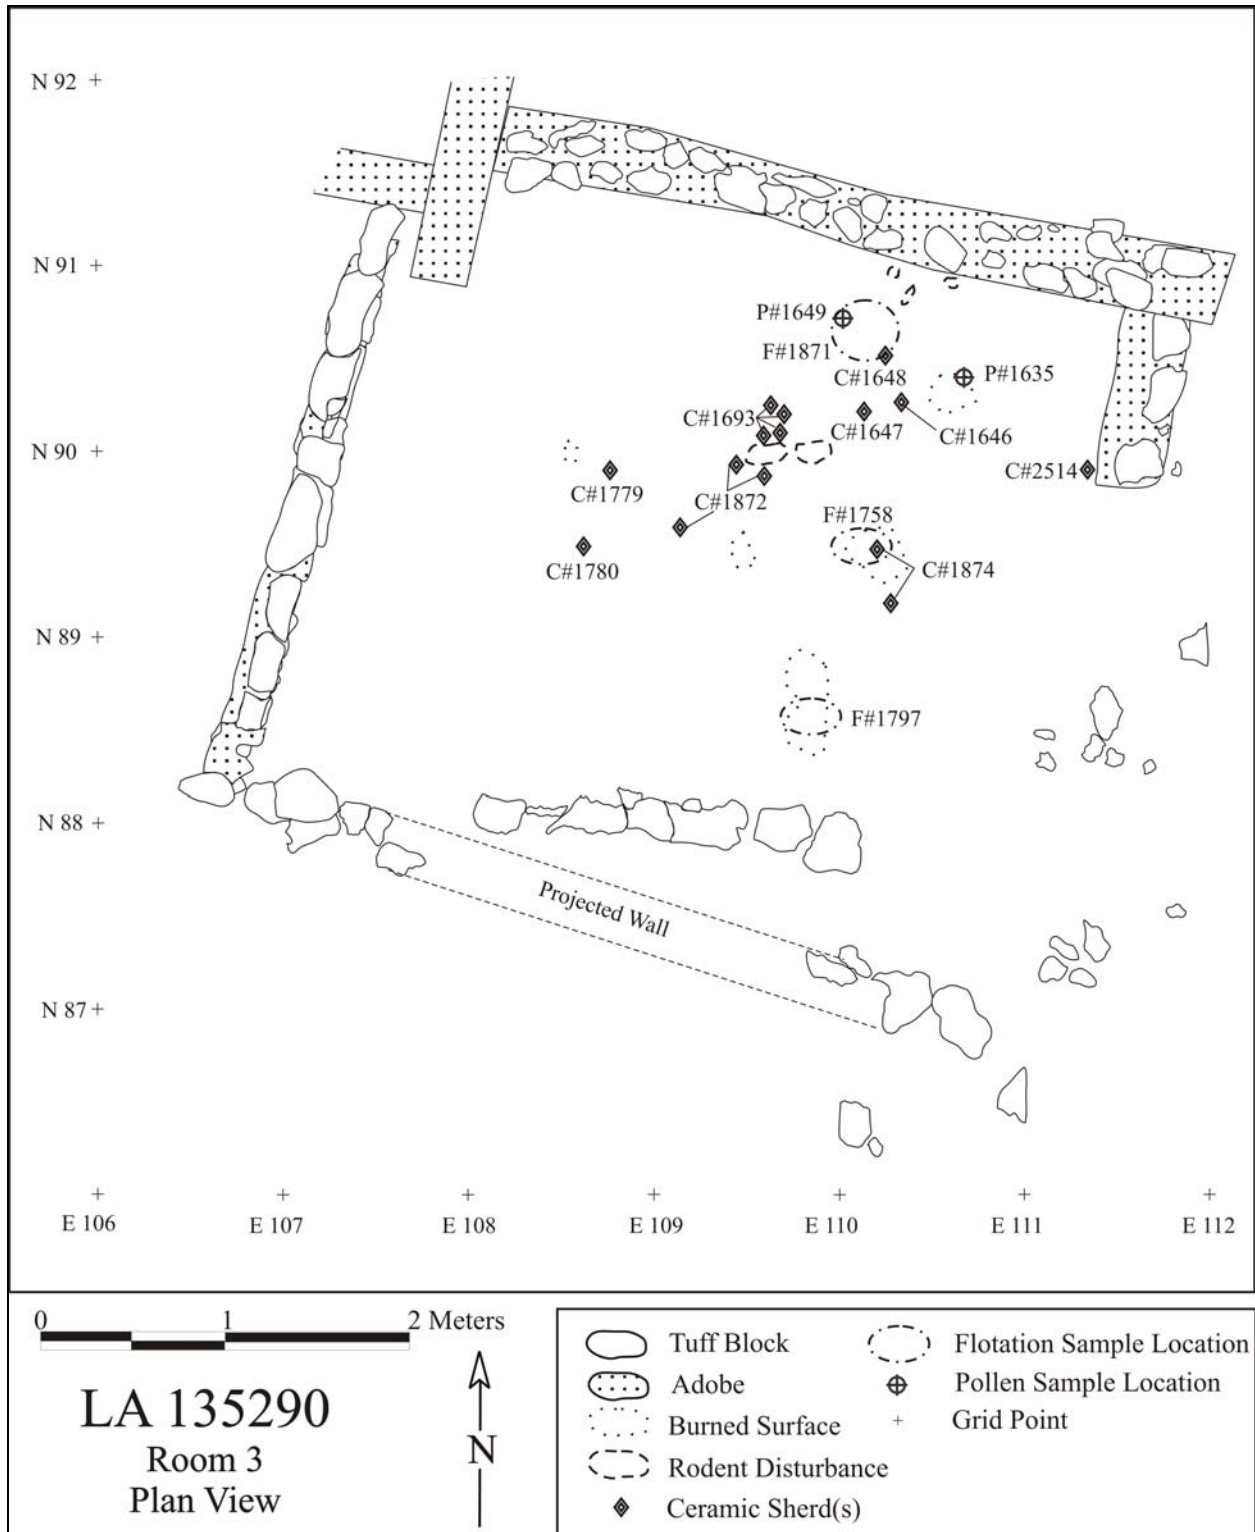 N 92
N 91
P#1649
F#1871
C#1648
P#1635
C#1693
C#1647
C#1646
N 90
C#1779
C#1872
C#2514
F#1758
C#1780
C#1874
N 89
F#1797
N 88
Projected Wall
N 87
E 106
E 107
E 108
E 109
E 110
E 111
E 112
0 1 2 Meters
LA 135290
Room 3
Plan View
N
Tuff Block
Adobe
Burned Surface
Rodent Disturbance
Ceramic Sherd(s)
Flotation Sample Location
Pollen Sample Location
Grid Point